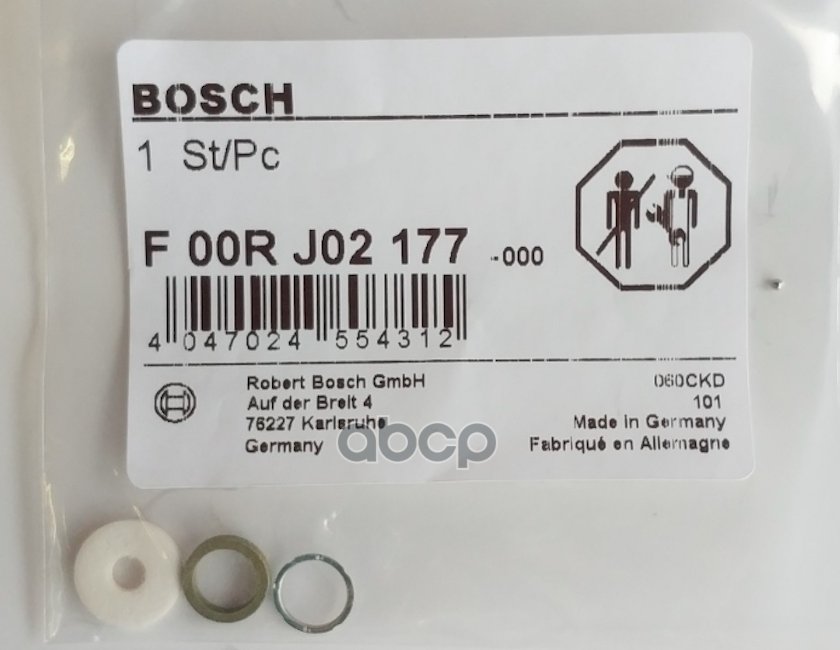 BOSCH
1 St/Pc
F 00R J02 177 -000
4 047024 554312
Robert Bosch GmbH
Auf der Breit 4
76227 Karlsruhe
Germany
060CKD
101
Made in Germany
Fabriqué en Allemagne
abcp